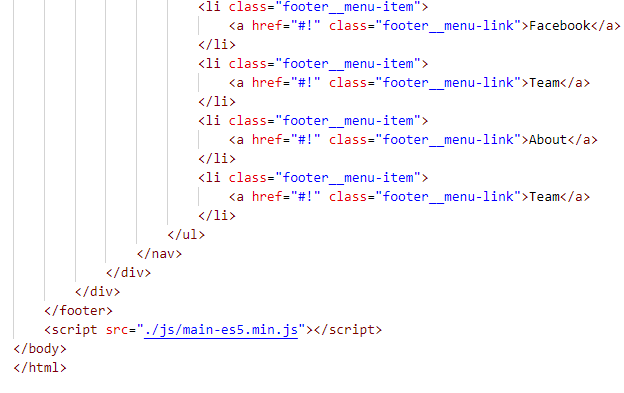 <li class="footer__menu-item">
<a href="#!" class="footer__menu-link">Facebook</a>
</li>
<li class="footer__menu-item">
<a href="#!" class="footer__menu-link">Team</a>
</li>
<li class="footer__menu-item">
<a href="#!" class="footer__menu-link">About</a>
</li>
<li class="footer__menu-item">
<a href="#!" class="footer__menu-link">Team</a>
</li>
</ul>
</nav>
</div>
</div>
</footer>
<script src="./js/main-es5.min.js"></script>
</body>
</html>